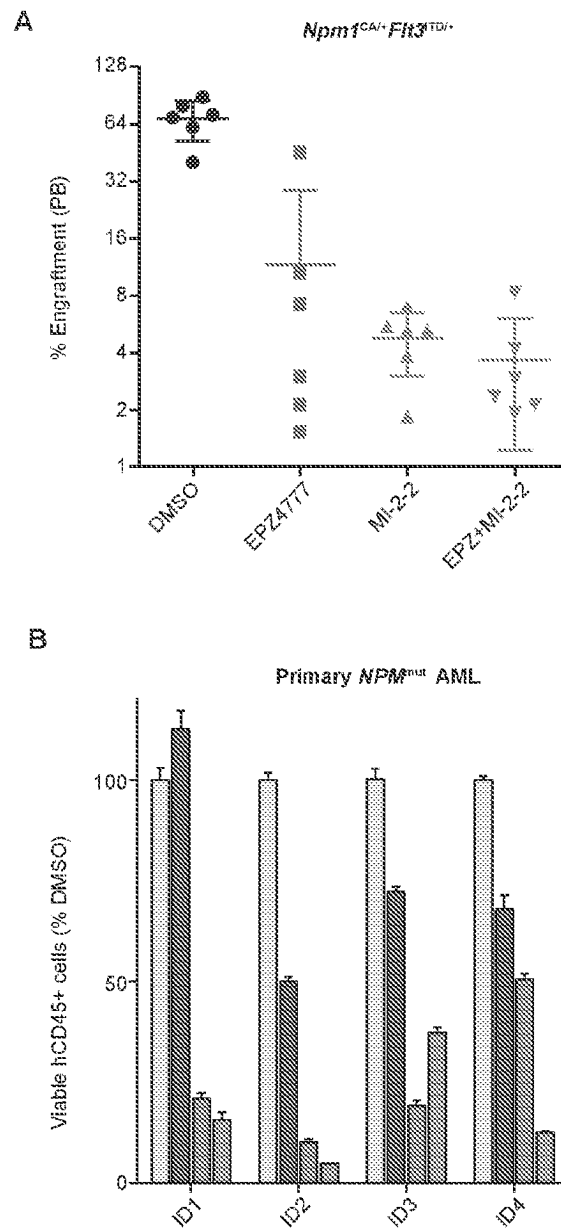 A
Npm1CA/+Flt3ITD/+
% Engraftment (PB)
128
64
32
16
8
4
2
1
DMSO
EPZ4777
MI-2-2
EPZ+MI-2-2
B
Primary NPMmut AML
Viable hCD45+ cells (% DMSO)
100
50
0
ID1
ID2
ID3
ID4